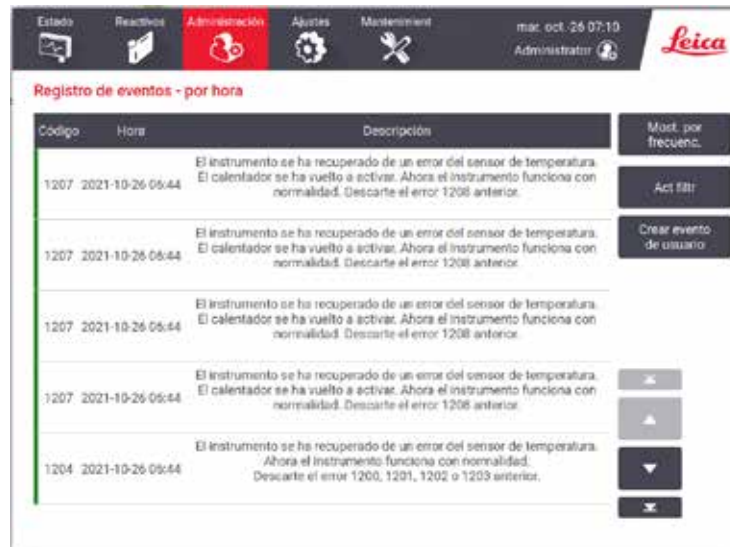 Estado Reactivos Administración Ajustes Mantenimient
mar. oct.-26 07:10
Administrator
Leica
Registro de eventos - por hora
Código Hora Descripción
Most. por
frecuenc.
Act filtr
Crear evento
de usuario
1207 2021-10-26 06:44
El instrumento se ha recuperado de un error del sensor de temperatura.
El calentador se ha vuelto a activar. Ahora el instrumento funciona con
normalidad. Descarte el error 1208 anterior.
1207 2021-10-26 06:44
El instrumento se ha recuperado de un error del sensor de temperatura.
El calentador se ha vuelto a activar. Ahora el instrumento funciona con
normalidad. Descarte el error 1208 anterior.
1207 2021-10-26 06:44
El instrumento se ha recuperado de un error del sensor de temperatura.
El calentador se ha vuelto a activar. Ahora el instrumento funciona con
normalidad. Descarte el error 1208 anterior.
1207 2021-10-26 06:44
El instrumento se ha recuperado de un error del sensor de temperatura.
El calentador se ha vuelto a activar. Ahora el instrumento funciona con
normalidad. Descarte el error 1208 anterior.
1204 2021-10-26 06:44
El instrumento se ha recuperado de un error del sensor de temperatura.
Ahora el instrumento funciona con normalidad.
Descarte el error 1200, 1201, 1202 o 1203 anterior.